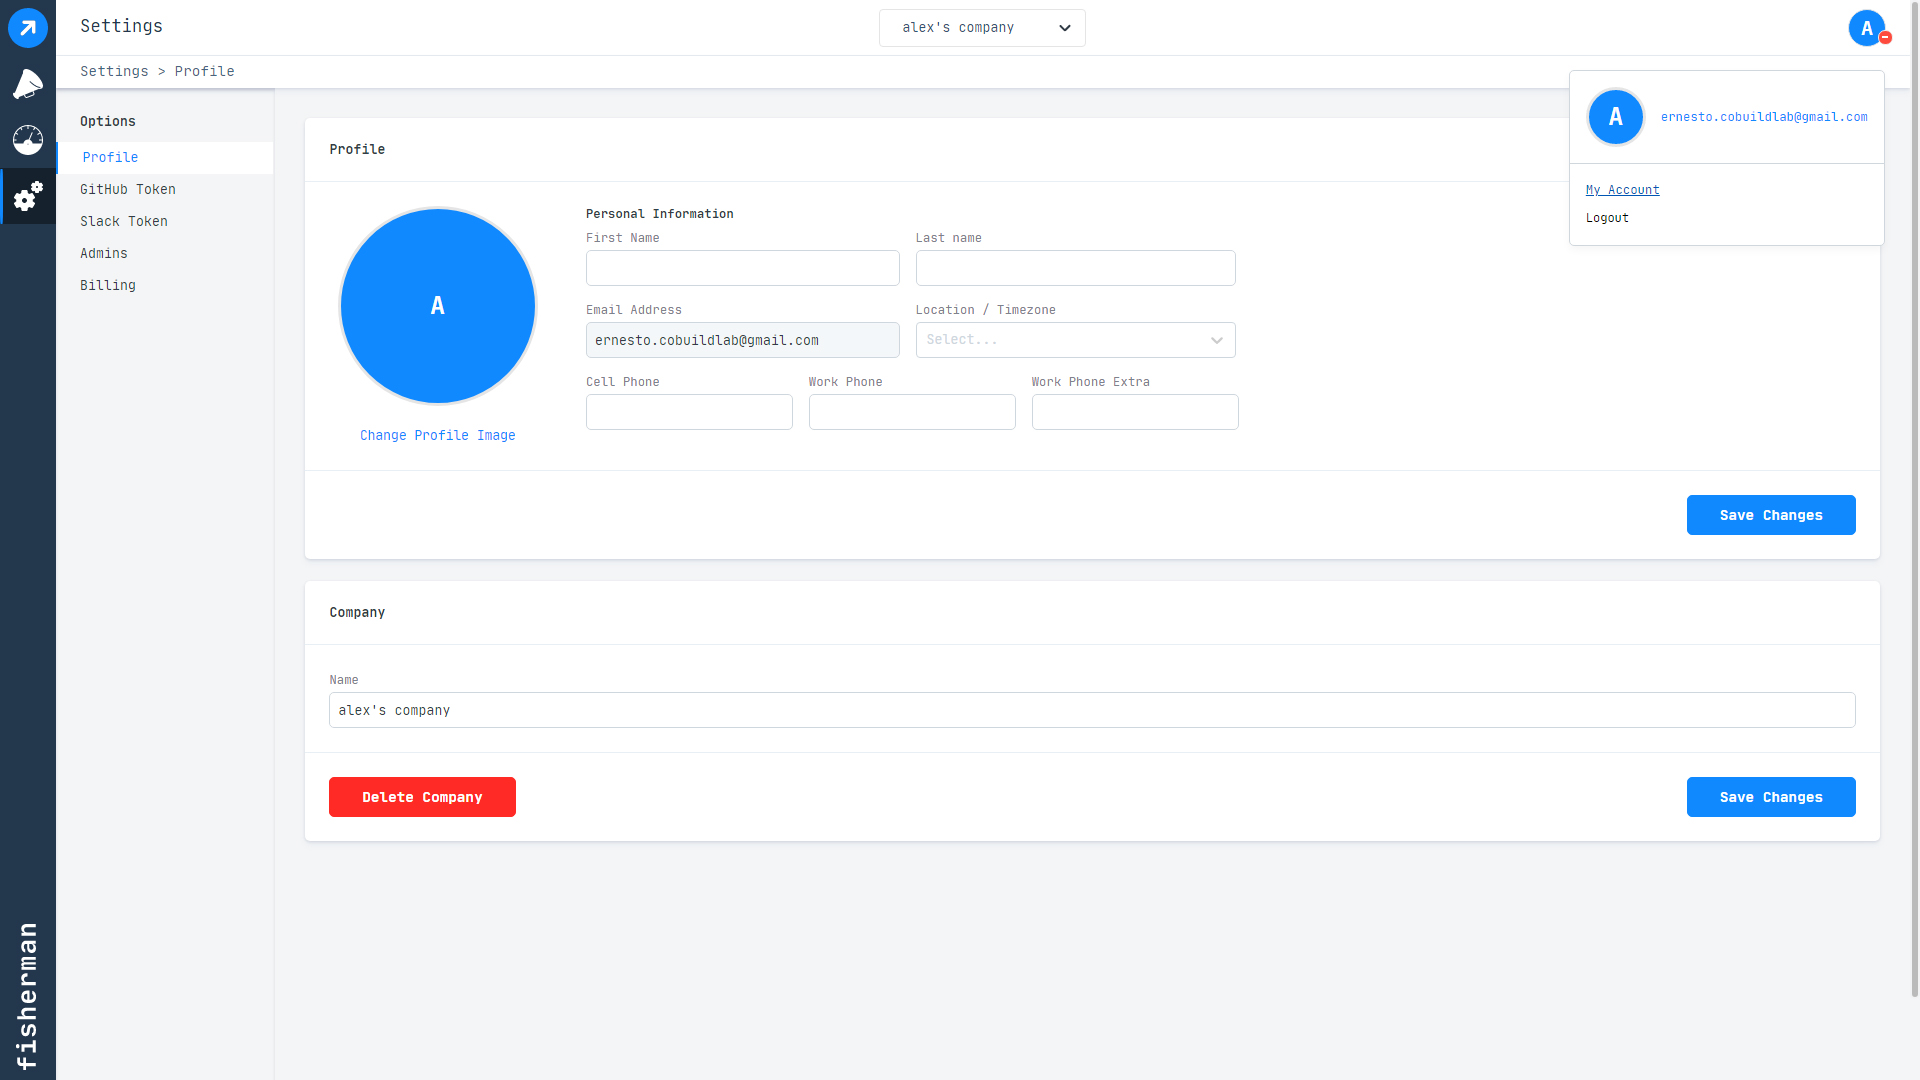 Settings
alex's company
A
Settings > Profile
A
ernesto.cobuildlab@gmail.com
My Account
Logout
Options
Profile
GitHub Token
Slack Token
Admins
Billing
Profile
A
Change Profile Image
Personal Information
First Name
Last name
Email Address
Location / Timezone
ernesto.cobuildlab@gmail.com
Select...
Cell Phone
Work Phone
Work Phone Extra
Save Changes
Company
Name
alex's company
Delete Company
Save Changes
fisherman